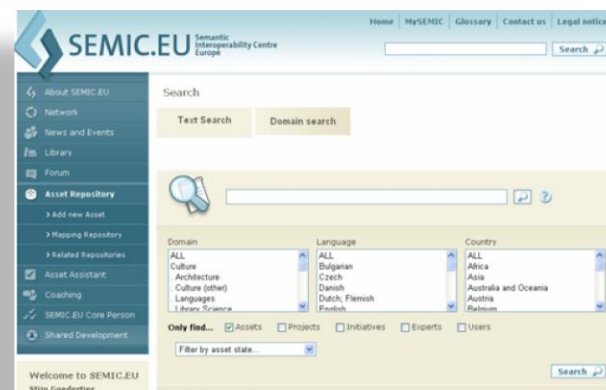 Home MySEMIC Glossary Contact us Legal notice
SEMIC.EU Semantic
Interoperability Centre
Europe
Search
About SEMIC.EU
Network
News and Events
Library
Forum
Asset Repository
> Add new Asset
> Mapping Repository
> Related Repositories
Asset Assistant
Coaching
SEMIC.EU Core Person
Shared Development
Welcome to SEMIC.EU
Stijn Goedertier
Search
Text Search Domain search
Domain Language Country
ALL ALL ALL
Culture Bulgarian Africa
. Architecture Czech Asia
. Culture (other) Danish Australia and Oceania
. Languages Dutch; Flemish Austria
. Library Science English Belgium
Only find... Assets Projects Initiatives Experts Users
Filter by asset state...
Search